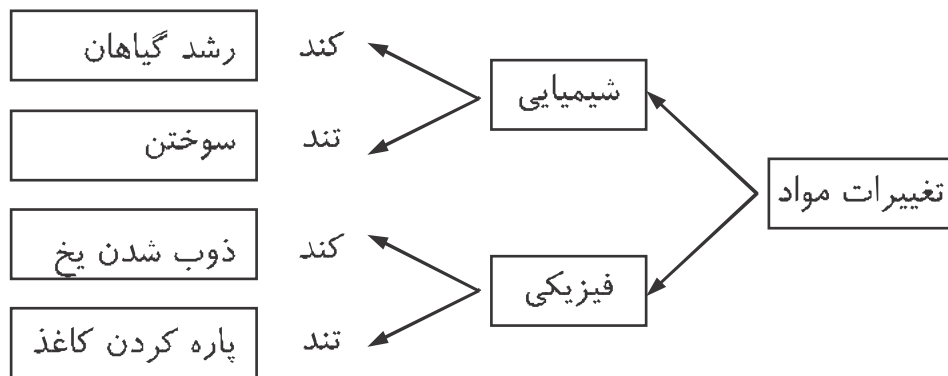 تغییرات مواد
شیمیایی
کند
رشد گیاهان
تند
سوختن
فیزیکی
کند
ذوب شدن یخ
تند
پاره کردن کاغذ